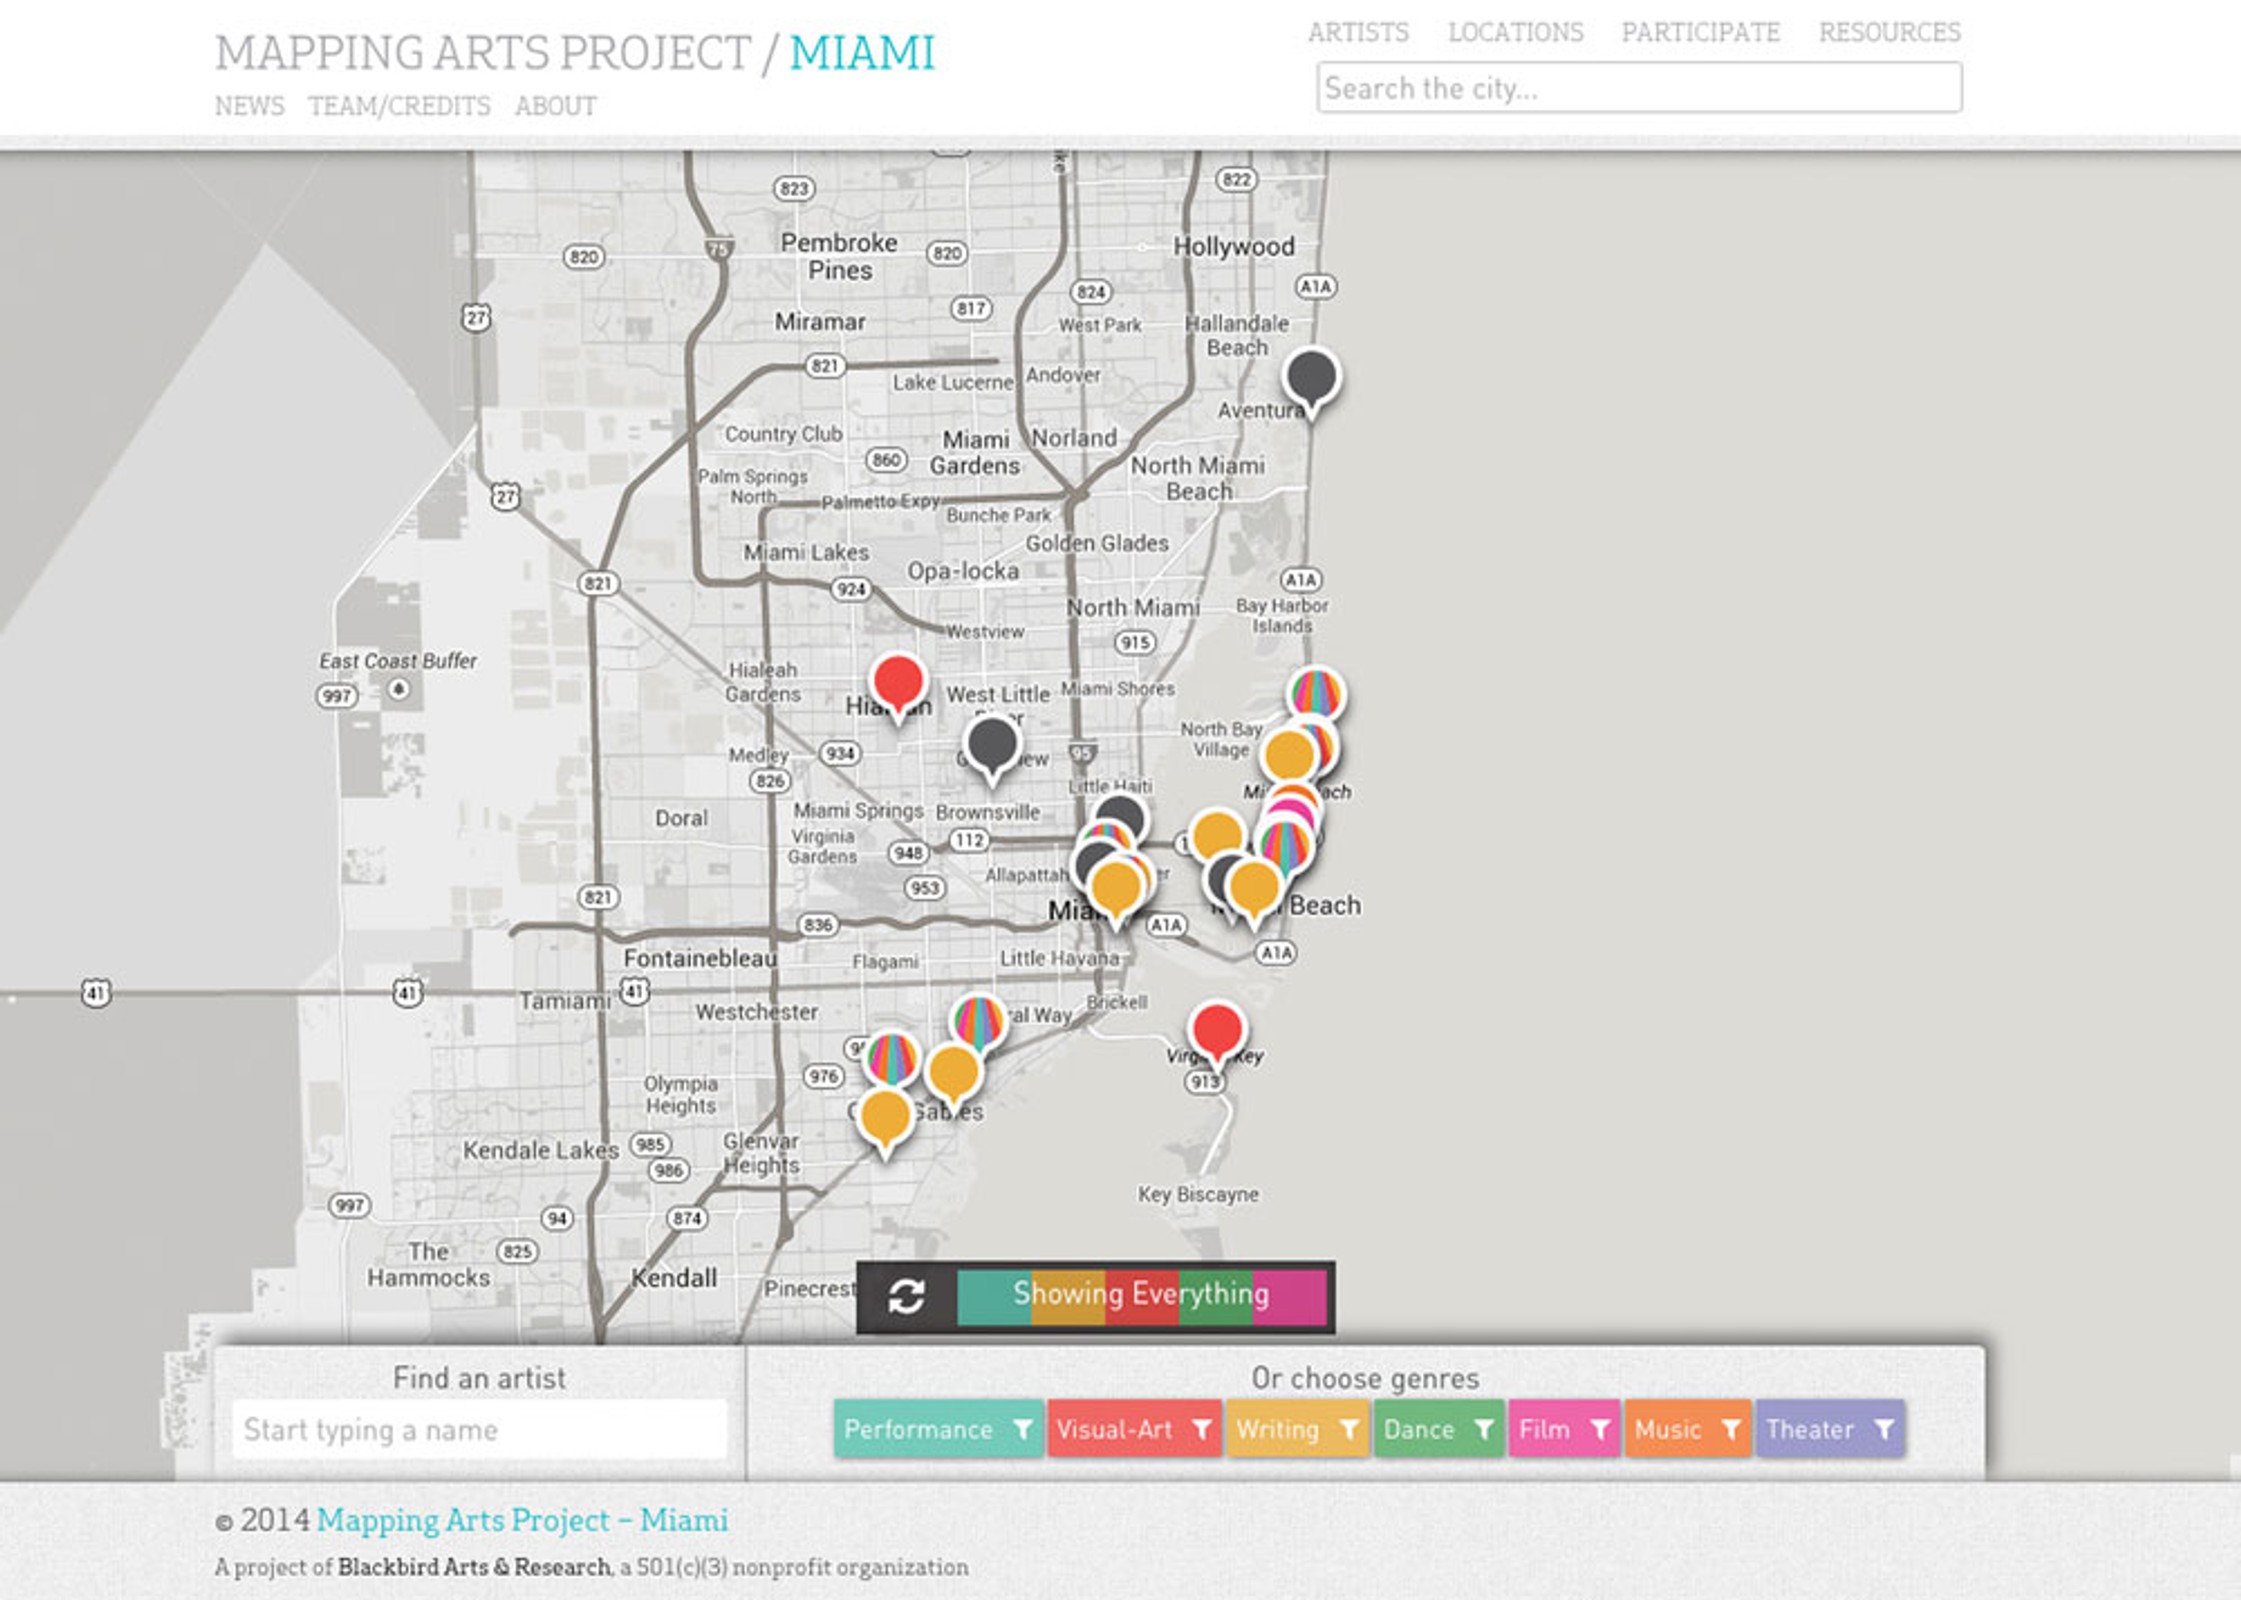 MAPPING ARTS PROJECT / MIAMI
NEWS TEAM/CREDITS ABOUT
ARTISTS LOCATIONS PARTICIPATE RESOURCES
Search the city...
823
822
75
Pembroke
Pines
820
820
Hollywood
27
817
824
A1A
Miramar
West Park
Hallandale
Beach
821
Lake Lucerne
Andover
Aventura
Country Club
860
Miami
Gardens
Norland
North Miami
Beach
Palm Springs
North
27
Palmetto Expy
Bunche Park
Golden Glades
Miami Lakes
821
924
Opa-locka
A1A
North Miami
Bay Harbor
Islands
Westview
915
East Coast Buffer
997
Hialeah
Gardens
West Little
Miami Shores
North Bay
Village
Medley
934
95
826
Little Haiti
Doral
Miami Springs
Brownsville
Virginia
Gardens
948
112
953
Allapattah
821
836
A1A
Beach
A1A
Fontainebleau
Flagami
Little Havana
41
41
41
Tamiami
Westchester
Brickell
976
913
Olympia
Heights
Kendale Lakes
985
986
Glenvar
Heights
Key Biscayne
997
94
874
The
Hammocks
825
Kendall
Pinecrest
Showing Everything
Find an artist
Start typing a name
Or choose genres
Performance Visual-Art Writing Dance Film Music Theater
© 2014 Mapping Arts Project – Miami
A project of Blackbird Arts & Research, a 501(c)(3) nonprofit organization